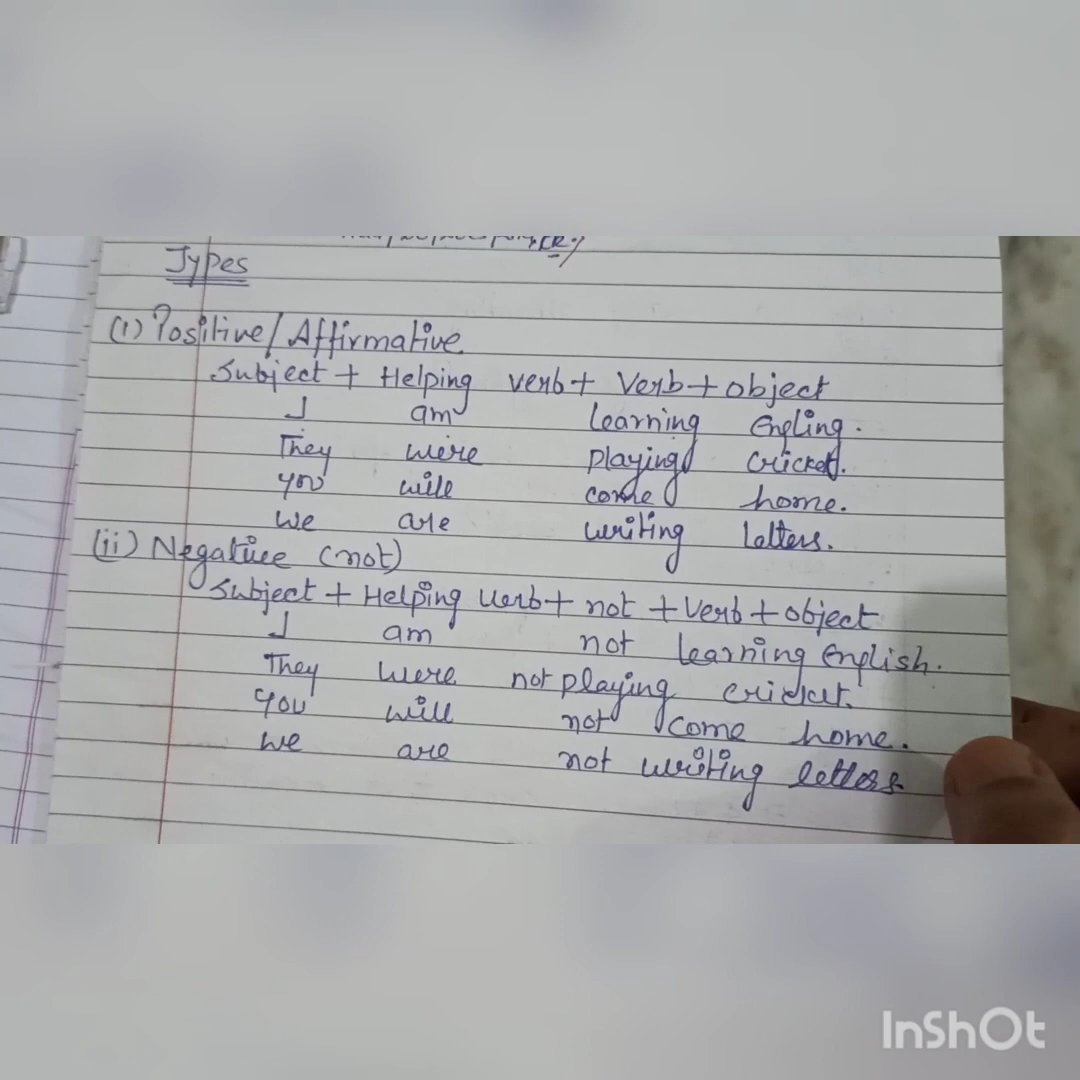 Types
(i) Positive/Affirmative
Subject + Helping verb + Verb + object
I am learning Engling.
They were playing cricket.
you will come home.
We are writing letters.
(ii) Negative (not)
Subject + Helping verb + not + verb + object
I am not learning English.
They were not playing cricket.
You will not come home.
We are not writing letters.
InShOt